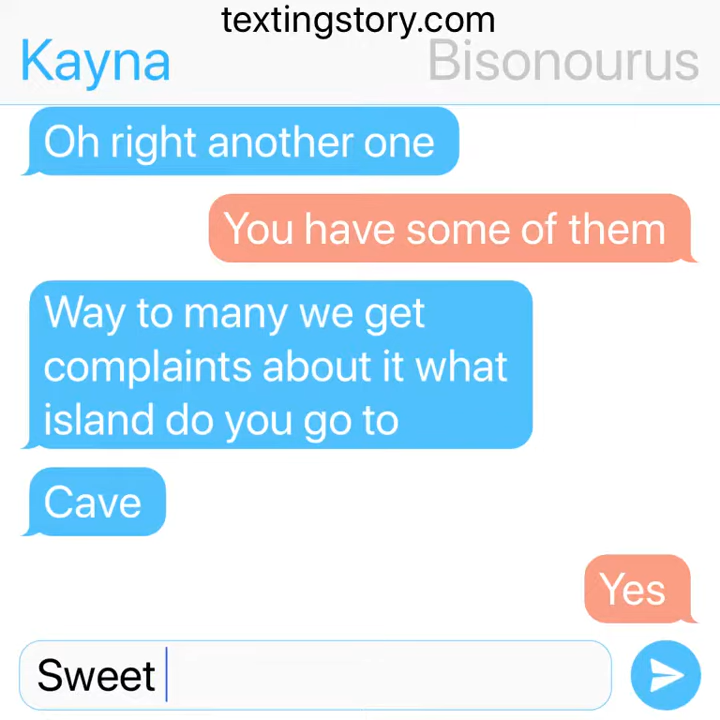 textingstory.com
Kayna
Bisonourus
Oh right another one
You have some of them
Way to many we get
complaints about it what
island do you go to
Cave
Yes
Sweet